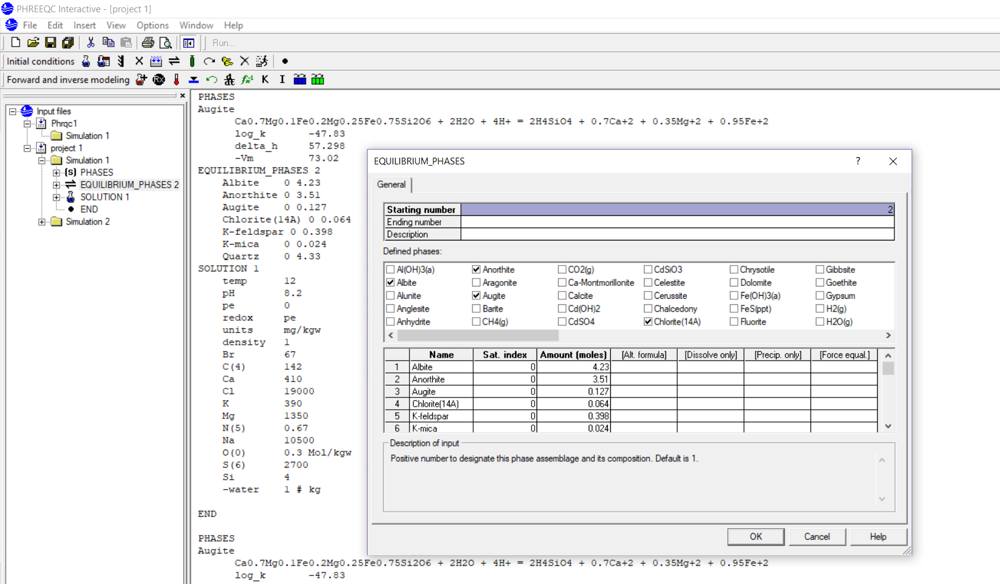 PHREEQC Interactive - [project 1]
File Edit Insert View Options Window Help
Run...
Initial conditions
Forward and inverse modeling
Input files
Phrqc1
Simulation 1
project 1
Simulation 1
{s} PHASES
EQUILIBRIUM_PHASES 2
SOLUTION 1
END
Simulation 2
PHASES
Augite
Ca0.7Mg0.1Fe0.2Mg0.25Fe0.75Si2O6 + 2H2O + 4H+ = 2H4SiO4 + 0.7Ca+2 + 0.35Mg+2 + 0.95Fe+2
log_k -47.83
delta_h 57.298
-Vm 73.02
EQUILIBRIUM_PHASES 2
Albite 0 4.23
Anorthite 0 3.51
Augite 0 0.127
Chlorite(14A) 0 0.064
K-feldspar 0 0.398
K-mica 0 0.024
Quartz 0 4.33
SOLUTION 1
temp 12
pH 8.2
pe 0
redox pe
units mg/kgw
density 1
Br 67
C(4) 142
Ca 410
Cl 19000
K 390
Mg 1350
N(5) 0.67
Na 10500
O(0) 0.3 Mol/kgw
S(6) 2700
Si 4
-water 1 # kg
END
PHASES
Augite
Ca0.7Mg0.1Fe0.2Mg0.25Fe0.75Si2O6 + 2H2O + 4H+ = 2H4SiO4 + 0.7Ca+2 + 0.35Mg+2 + 0.95Fe+2
log_k -47.83
EQUILIBRIUM_PHASES ?
General
Starting number 2
Ending number
Description
Defined phases:
Al(OH)3(a) Anorthite CO2(g) CdSiO3 Chrysotile Gibbsite
Albite Aragonite Ca-Montmorillonite Celestite Dolomite Goethite
Alunite Augite Calcite Cerussite Fe(OH)3(a) Gypsum
Anglesite Barite Cd(OH)2 Chalcedony FeS(ppt) H2(g)
Anhydrite CH4(g) CdSO4 Chlorite(14A) Fluorite H2O(g)
Name Sat. index Amount (moles) [Alt. formula] [Dissolve only] [Precip. only] [Force equal.]
1 Albite 0 4.23
2 Anorthite 0 3.51
3 Augite 0 0.127
4 Chlorite(14A) 0 0.064
5 K-feldspar 0 0.398
6 K-mica 0 0.024
Description of input
Positive number to designate this phase assemblage and its composition. Default is 1.
OK Cancel Help